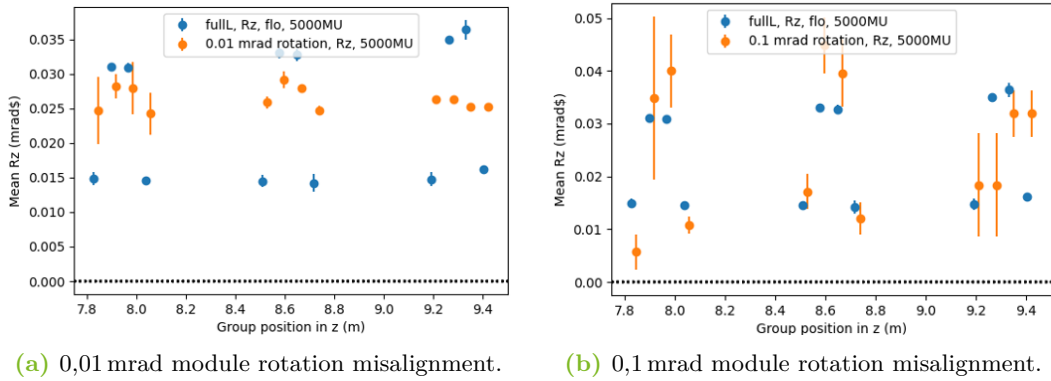 fullL, Rz, flo, 5000MU
0.01 mrad rotation, Rz, 5000MU
Mean Rz (mrad$)
0.035
0.030
0.025
0.020
0.015
0.010
0.005
0.000
7.8 8.0 8.2 8.4 8.6 8.8 9.0 9.2 9.4
Group position in z (m)
(a) 0,01 mrad module rotation misalignment.
fullL, Rz, flo, 5000MU
0.1 mrad rotation, Rz, 5000MU
Mean Rz (mrad$)
0.05
0.04
0.03
0.02
0.01
0.00
7.8 8.0 8.2 8.4 8.6 8.8 9.0 9.2 9.4
Group position in z (m)
(b) 0,1 mrad module rotation misalignment.